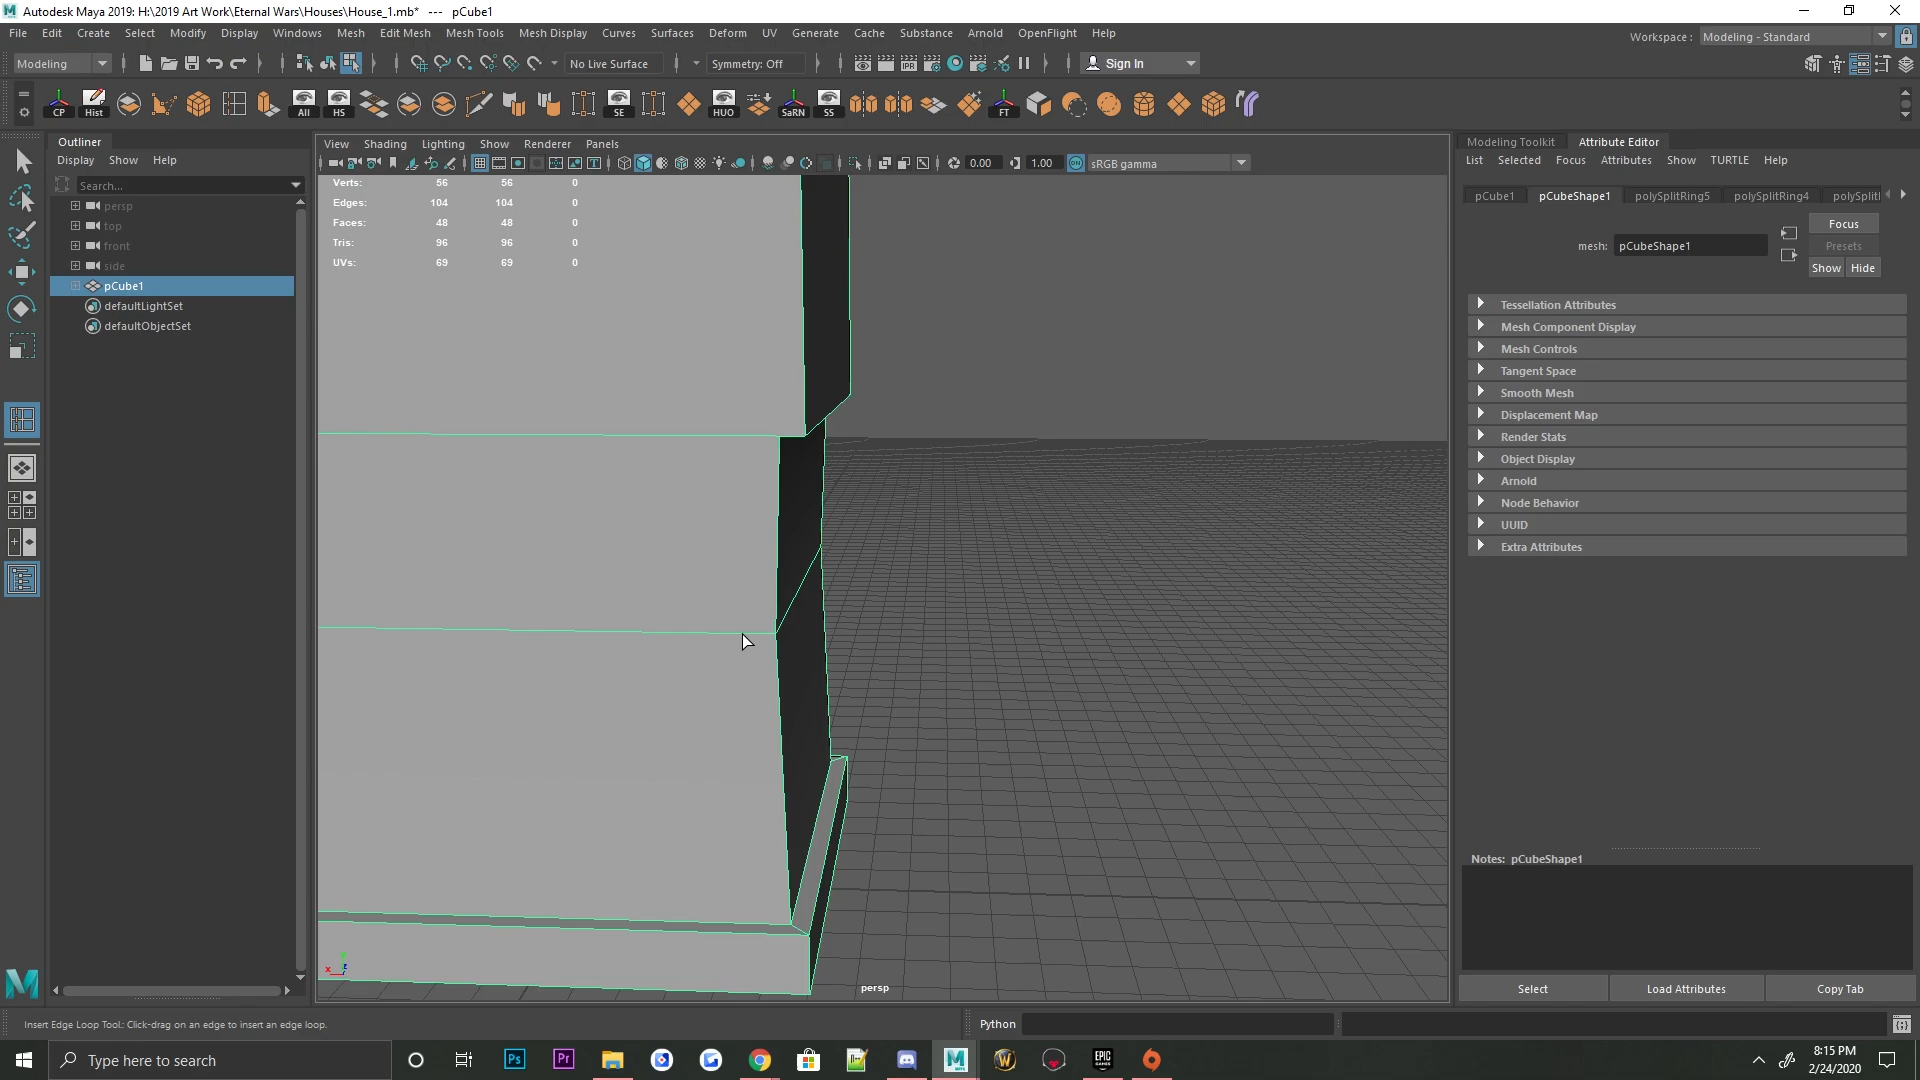 Autodesk Maya 2019: H:\2019 Art Work\Eternal Wars\Houses\House_1.mb* --- pCube1
File Edit Create Select Modify Display Windows Mesh Edit Mesh Mesh Tools Mesh Display Curves Surfaces Deform UV Generate Cache Substance Arnold OpenFlight Help
Workspace : Modeling - Standard
Modeling No Live Surface Symmetry: Off IPR Sign In
CP Hist All HS SE HUO SaRN SS FT
Outliner
Display Show Help
Search...
persp
top
front
side
pCube1
defaultLightSet
defaultObjectSet
View Shading Lighting Show Renderer Panels
0.00 1.00 ON sRGB gamma
Verts: 56 56 0
Edges: 104 104 0
Faces: 48 48 0
Tris: 96 96 0
UVs: 69 69 0
persp
x
Modeling Toolkit Attribute Editor
List Selected Focus Attributes Show TURTLE Help
pCube1 pCubeShape1 polySplitRing5 polySplitRing4 polySplit
Focus
mesh: pCubeShape1 Presets
Show Hide
Tessellation Attributes
Mesh Component Display
Mesh Controls
Tangent Space
Smooth Mesh
Displacement Map
Render Stats
Object Display
Arnold
Node Behavior
UUID
Extra Attributes
Notes: pCubeShape1
Select Load Attributes Copy Tab
Insert Edge Loop Tool: Click-drag on an edge to insert an edge loop.
Python
Type here to search
Ps Pr M W EPIC GAMES
8:15 PM
2/24/2020